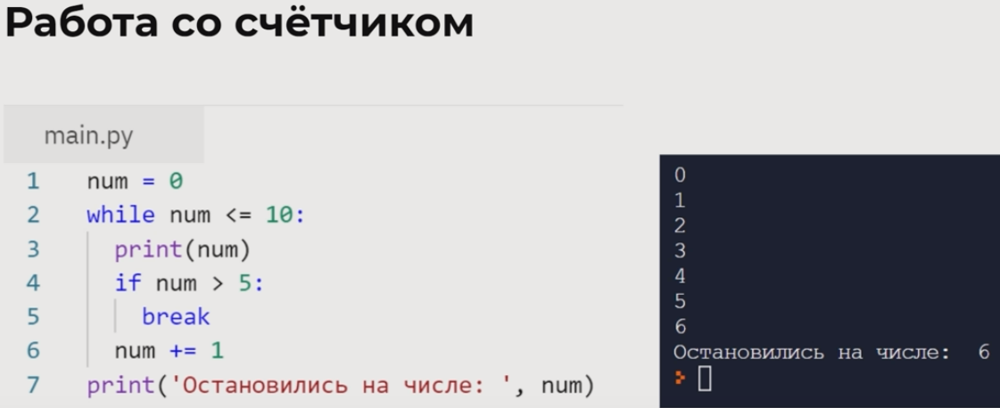 Работа со счётчиком
main.py
1 num = 0
2 while num <= 10:
3 print(num)
4 if num > 5:
5 break
6 num += 1
7 print('Остановились на числе: ', num)
0
1
2
3
4
5
6
Остановились на числе:  6